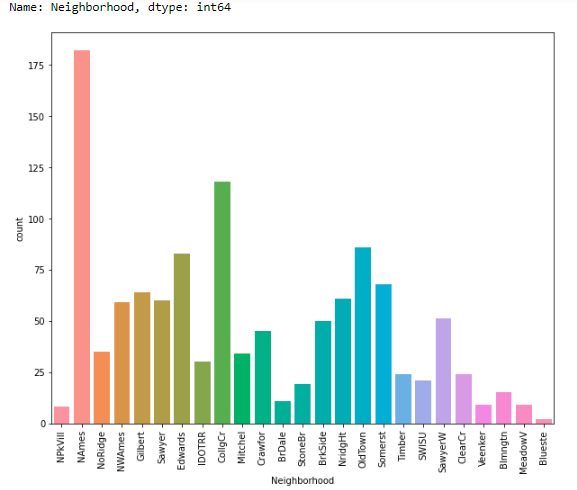 Name: Neighborhood, dtype: int64
175
150
125
100
75
50
25
0
count
NPkVill
NAmes
NoRidge
NWAmes
Gilbert
Sawyer
Edwards
IDOTRR
CollgCr
Mitchel
Crawfor
BrDale
StoneBr
BrkSide
NridgHt
OldTown
Somerst
Timber
SWISU
SawyerW
ClearCr
Veenker
Blmngtn
MeadowV
Blueste
Neighborhood